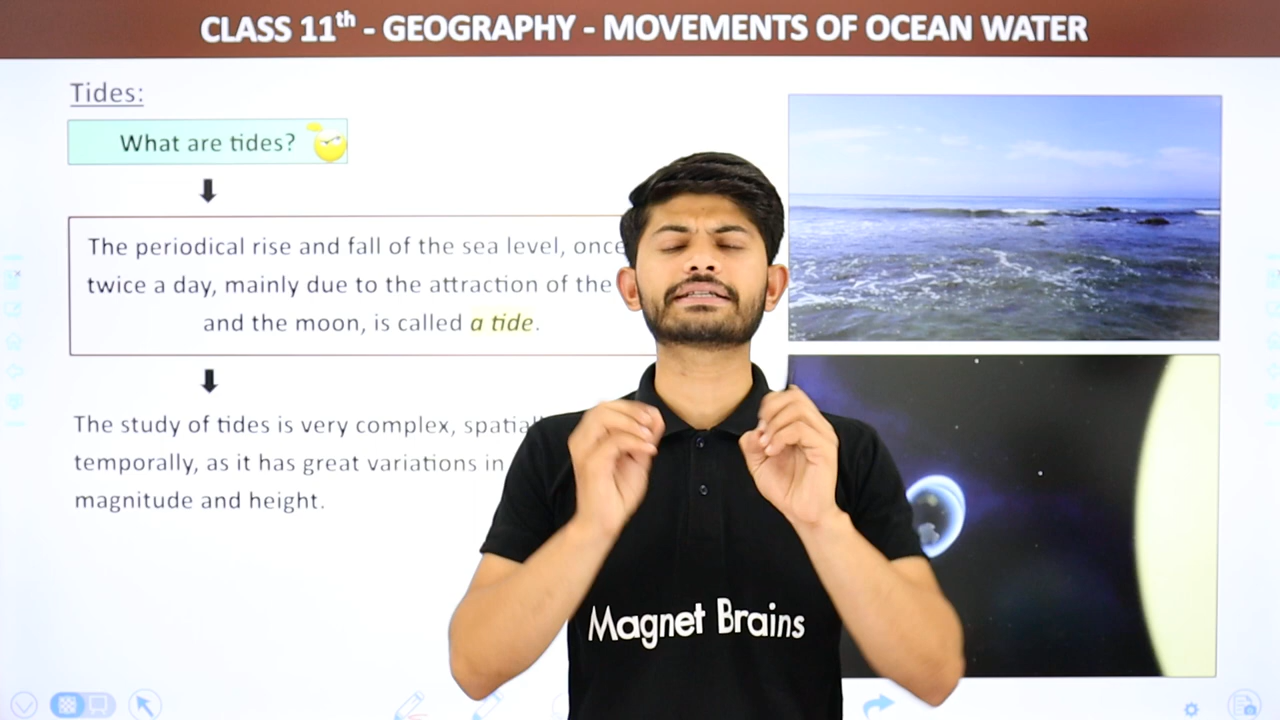 CLASS 11th - GEOGRAPHY - MOVEMENTS OF OCEAN WATER
Tides:
What are tides?
The periodical rise and fall of the sea level, once
twice a day, mainly due to the attraction of the
and the moon, is called a tide.
The study of tides is very complex, spatially
temporally, as it has great variations in
magnitude and height.
Magnet Brains